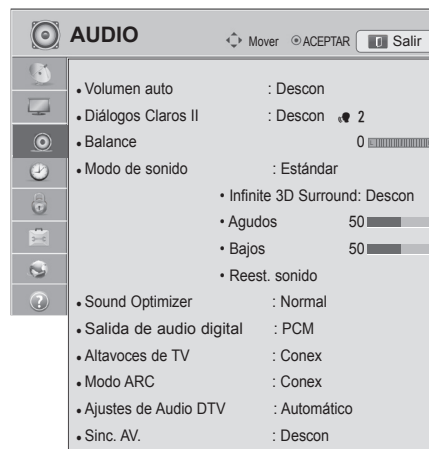 AUDIO
Mover ACEPTAR Salir
• Volumen auto : Descon
• Diálogos Claros II : Descon 2
• Balance 0
• Modo de sonido : Estándar
• Infinite 3D Surround: Descon
• Agudos 50
• Bajos 50
• Reest. sonido
• Sound Optimizer : Normal
• Salida de audio digital : PCM
• Altavoces de TV : Conex
• Modo ARC : Conex
• Ajustes de Audio DTV : Automático
• Sinc. AV. : Descon
?